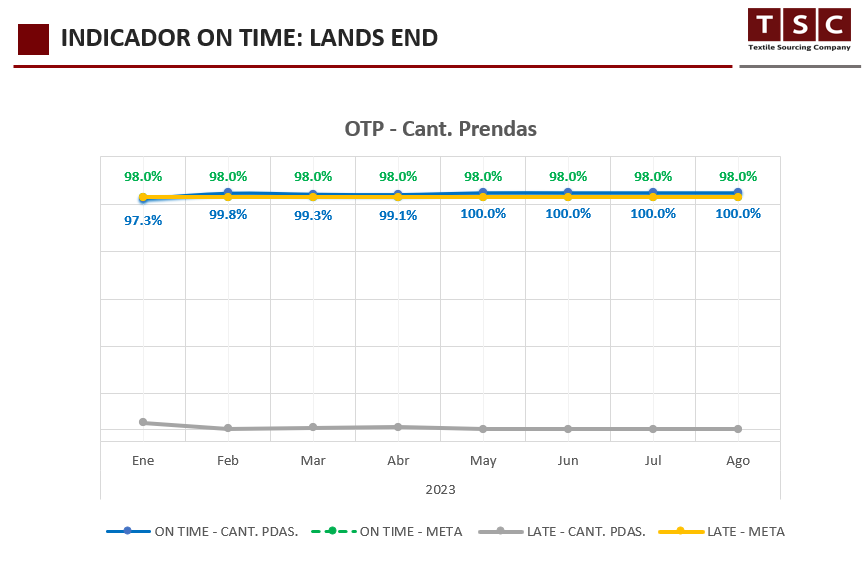 INDICADOR ON TIME: LANDS END
TSC
Textile Sourcing Company
OTP - Cant. Prendas
98.0% 98.0% 98.0% 98.0% 98.0% 98.0% 98.0% 98.0%
97.3% 99.8% 99.3% 99.1% 100.0% 100.0% 100.0% 100.0%
Ene Feb Mar Abr May Jun Jul Ago
2023
ON TIME - CANT. PDAS. ON TIME - META LATE - CANT. PDAS. LATE - META